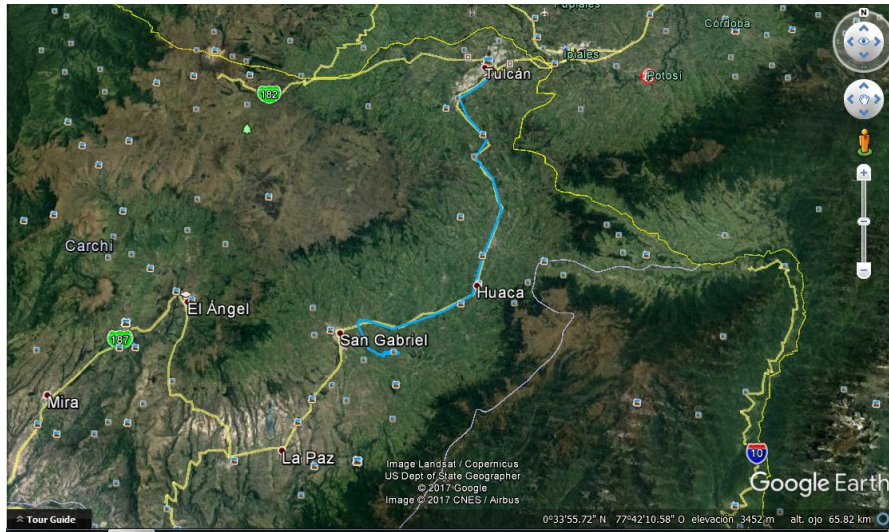 Pupiales
Córdoba
N
Ipiales
Tulcán
Potosí
182
Carchi
Huaca
El Ángel
187
San Gabriel
Mira
10
La Paz
Image Landsat / Copernicus
US Dept of State Geographer
© 2017 Google
Image © 2017 CNES / Airbus
Google Earth
Tour Guide
0°33'55.72" N 77°42'10.58" O elevación 3452 m alt. ojo 65.82 km